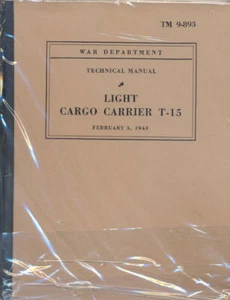 TM 9-893
WAR DEPARTMENT
TECHNICAL MANUAL
LIGHT
CARGO CARRIER T-15
FEBRUARY 5, 1943